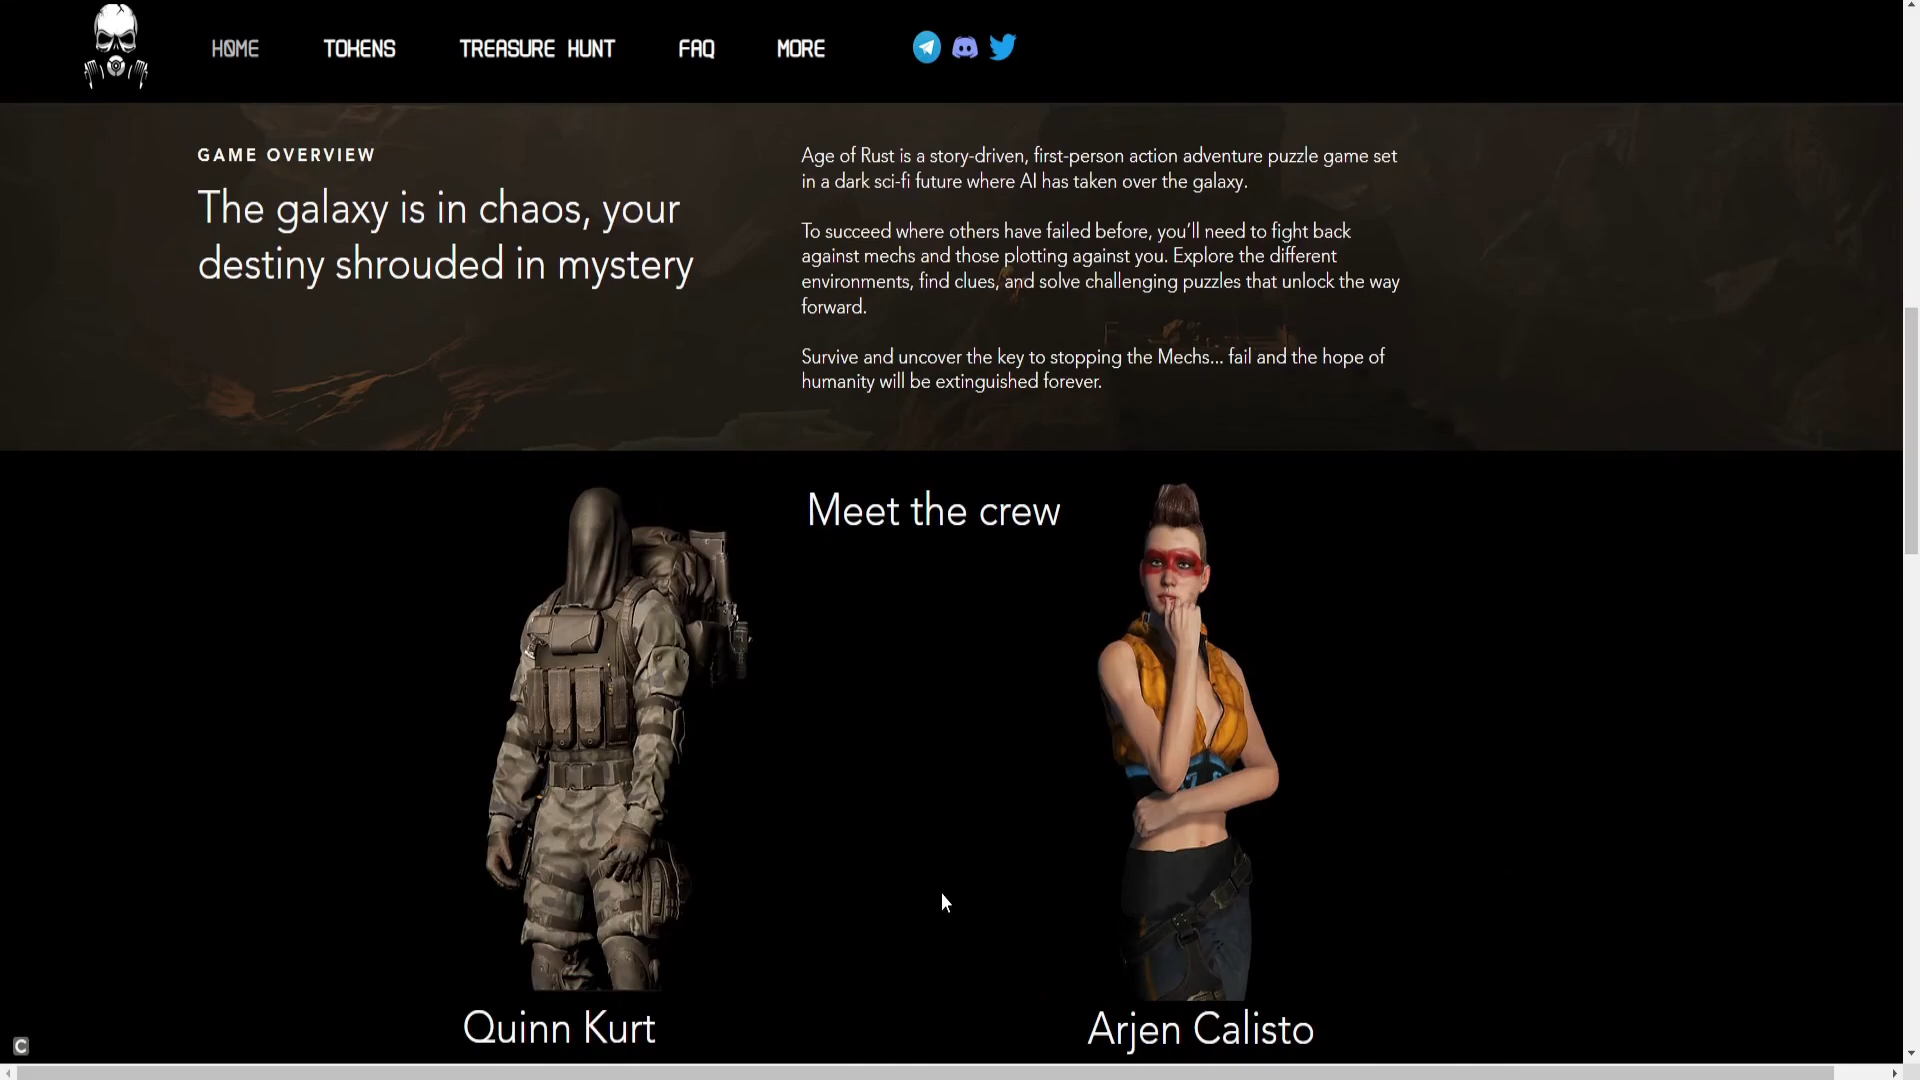 HOME TOKENS TREASURE HUNT FAQ MORE
GAME OVERVIEW
The galaxy is in chaos, your
destiny shrouded in mystery
Age of Rust is a story-driven, first-person action adventure puzzle game set
in a dark sci-fi future where AI has taken over the galaxy.
To succeed where others have failed before, you’ll need to fight back
against mechs and those plotting against you. Explore the different
environments, find clues, and solve challenging puzzles that unlock the way
forward.
Survive and uncover the key to stopping the Mechs... fail and the hope of
humanity will be extinguished forever.
Meet the crew
Quinn Kurt
Arjen Calisto
C